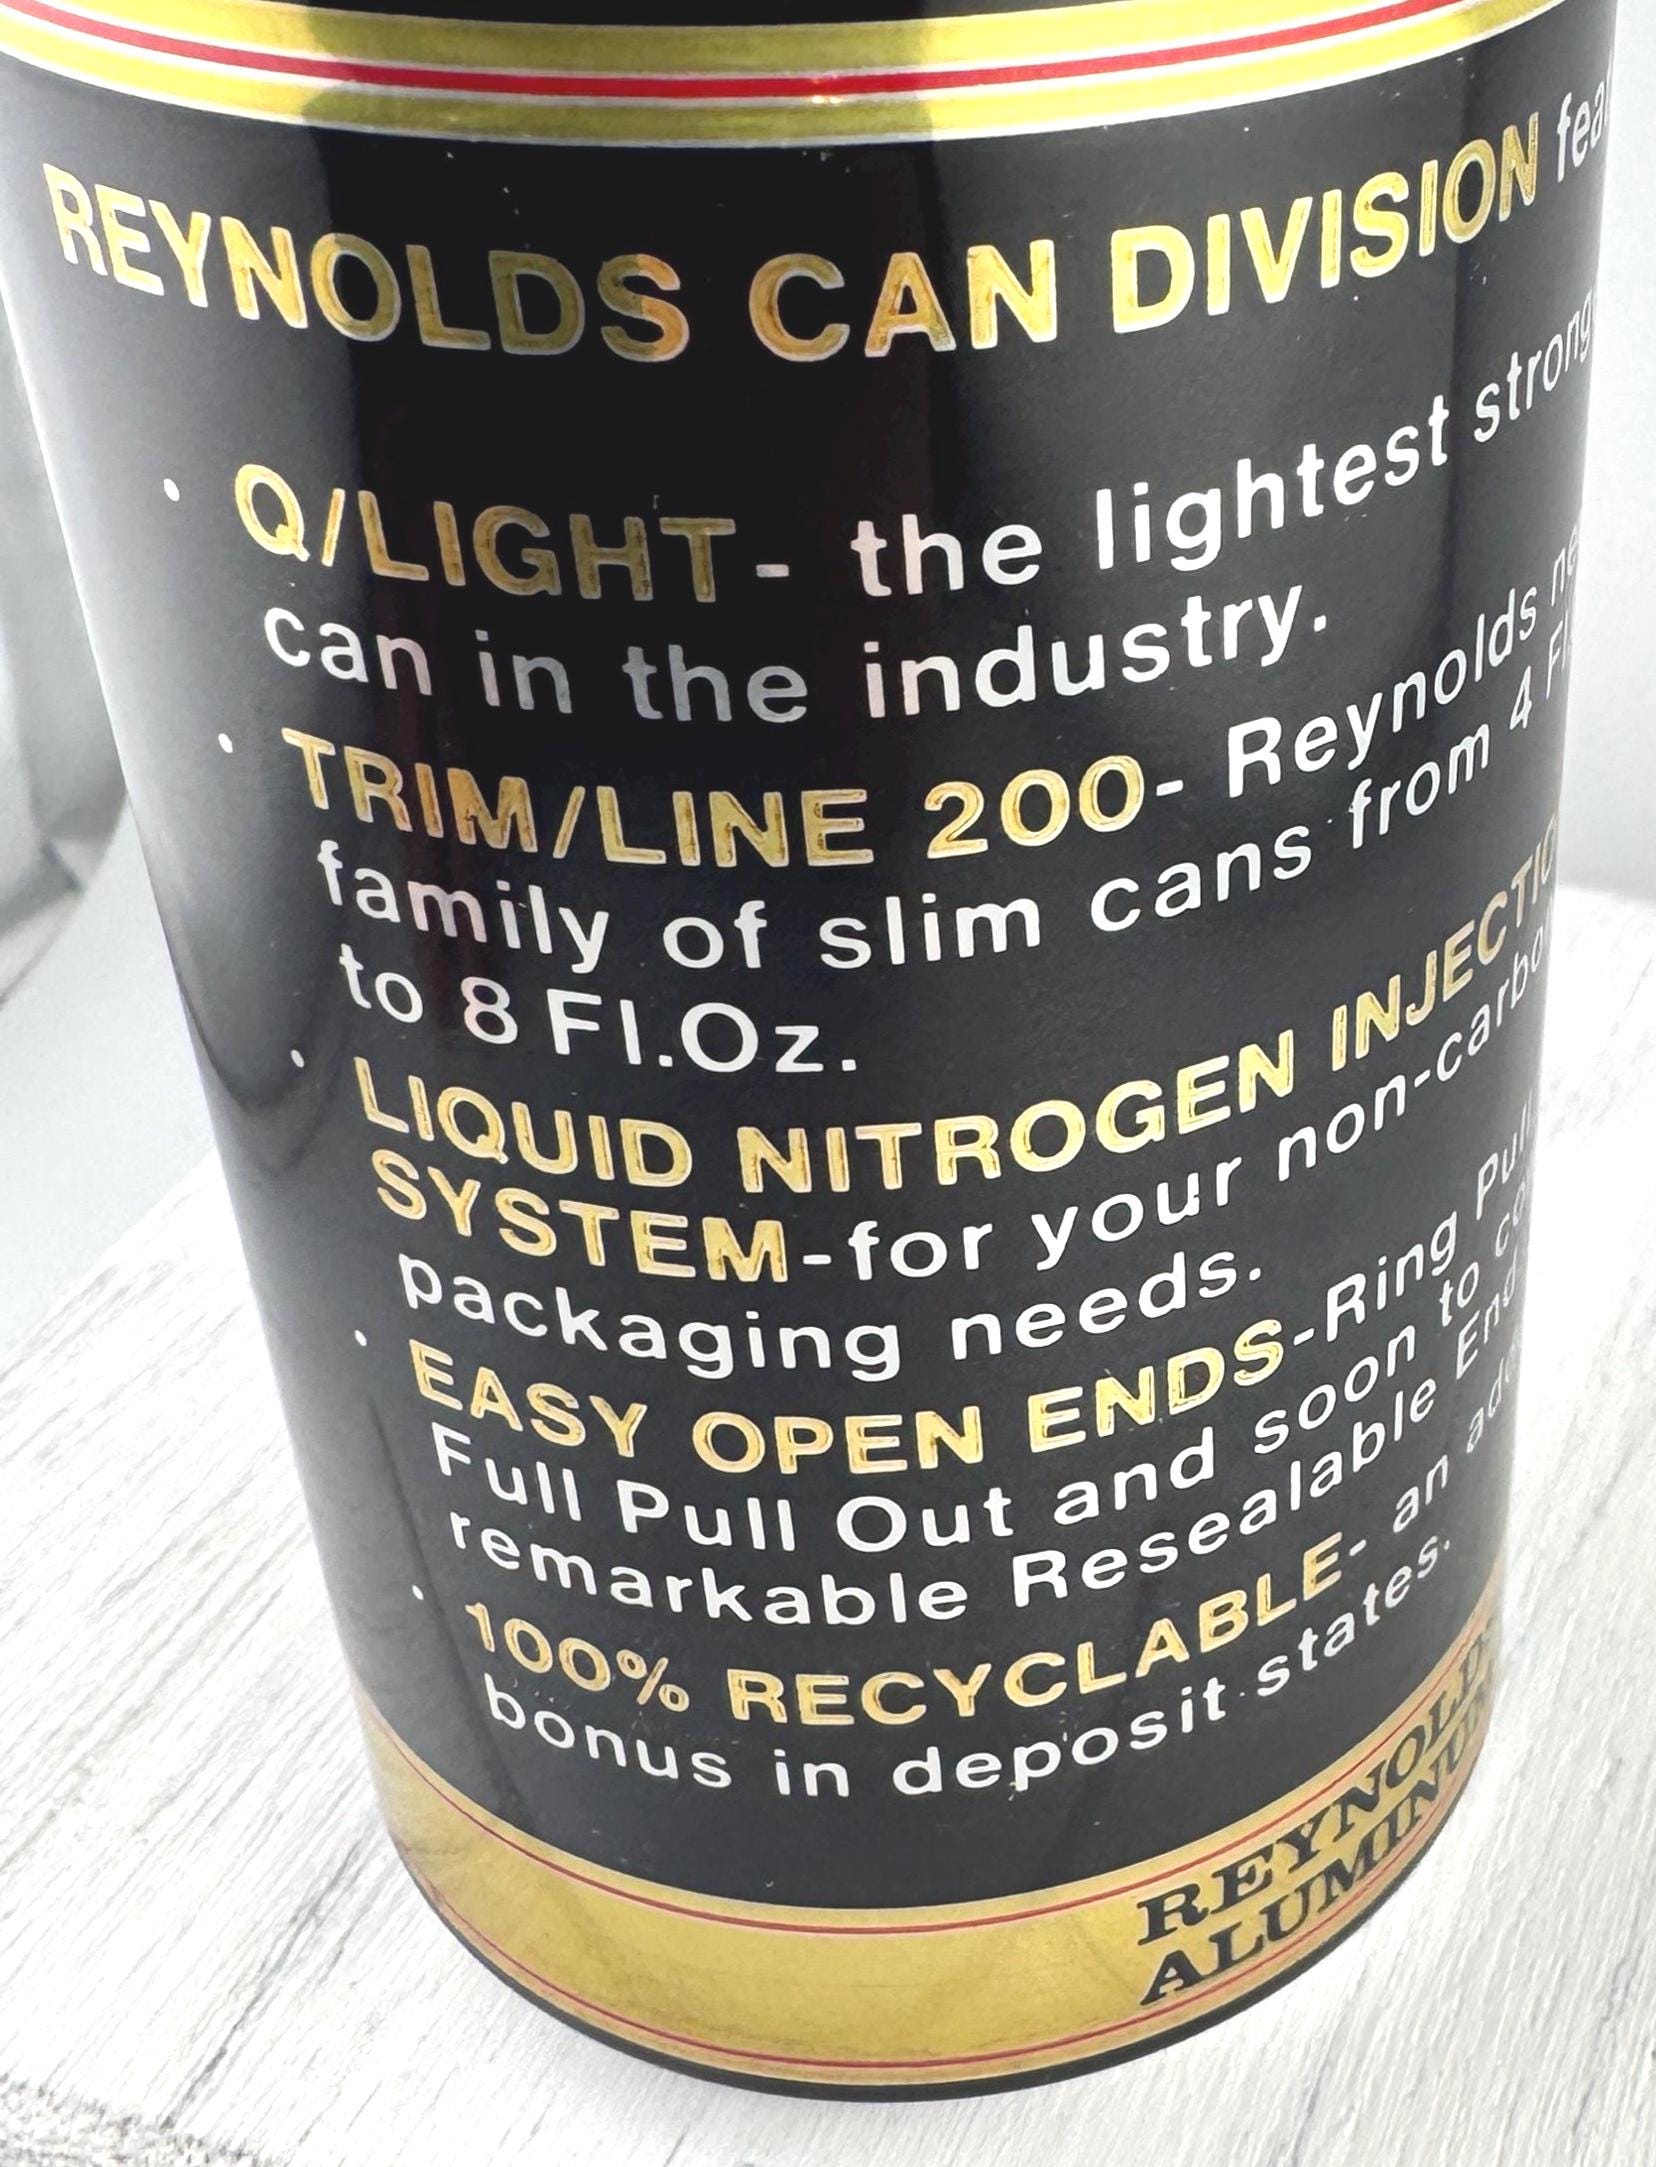 REYNOLDS CAN DIVISION
• Q/LIGHT- the lightest
can in the industry.
• TRIM/LINE 200- Reynolds
family of slim cans from 4
to 8 Fl.Oz.
• LIQUID NITROGEN
SYSTEM-for your
packaging needs.
• EASY OPEN ENDS-Ring Pull
Full Pull Out and soon to
remarkable Resealable
• 100% RECYCLABLE- an
bonus in deposit states.
REYNOLDS